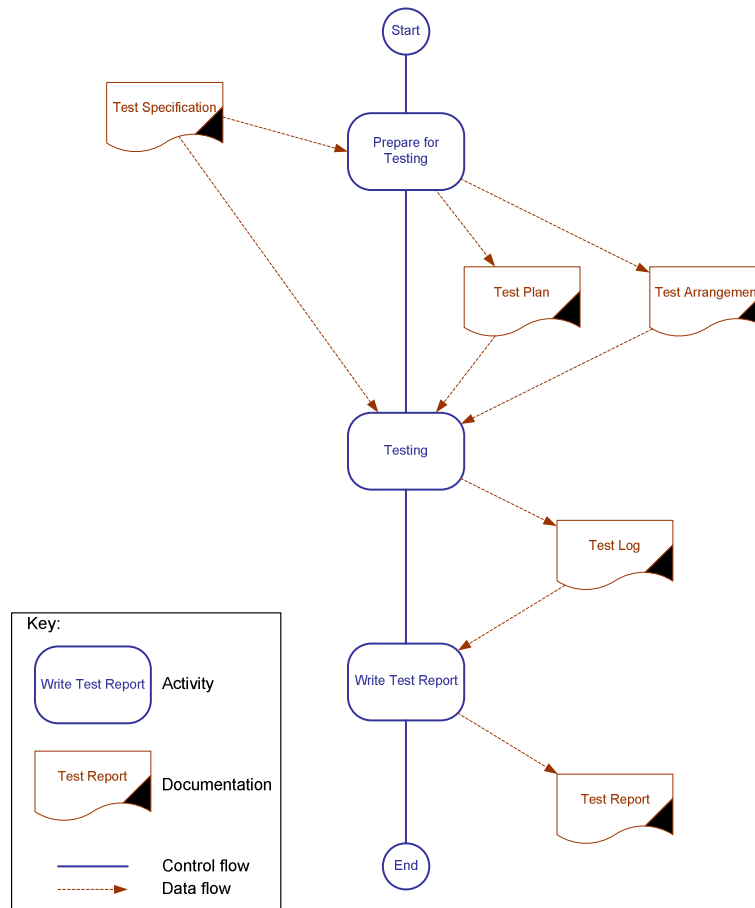 Start
Test Specification
Prepare for
Testing
Test Plan
Test Arrangemen
Testing
Test Log
Key:
Write Test Report
Activity
Write Test Report
Test Report
Documentation
Test Report
Control flow
End
Data flow